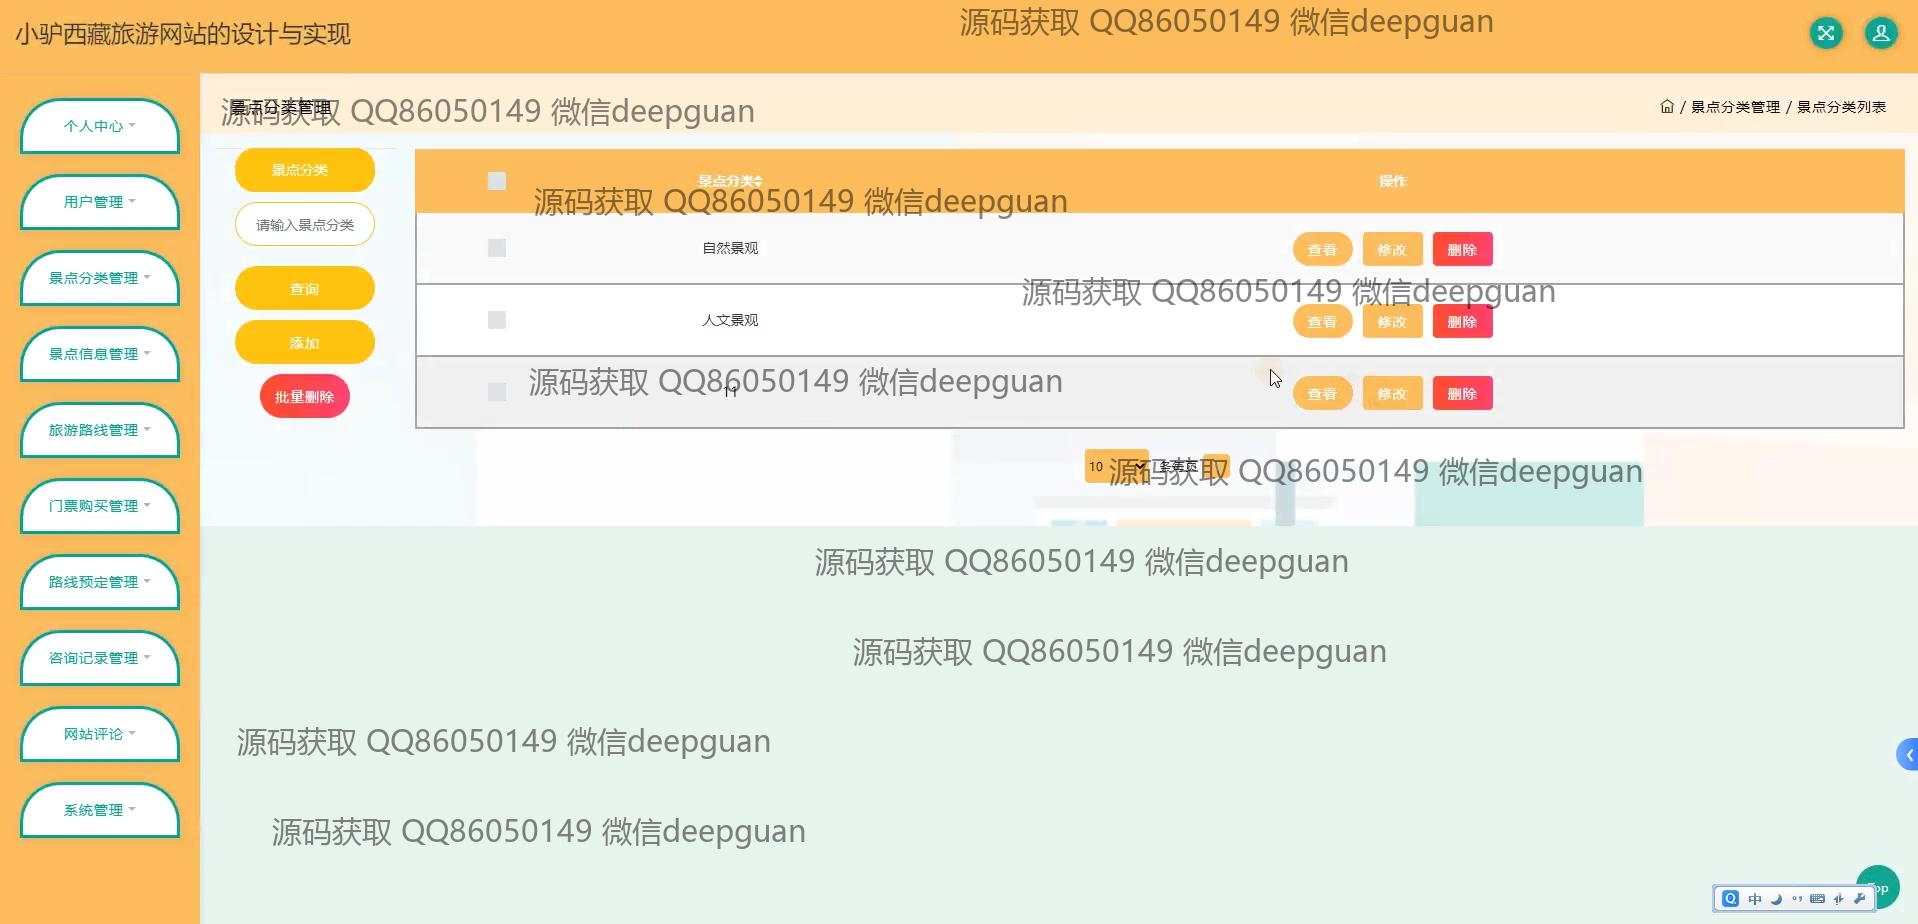 小驴西藏旅游网站的设计与实现
源码获取 QQ86050149 微信deepguan
个人中心
用户管理
景点分类管理
景点信息管理
旅游路线管理
门票购买管理
路线预定管理
咨询记录管理
网站评论
系统管理
景点分类管理
源码获取 QQ86050149 微信deepguan
/ 景点分类管理 / 景点分类列表
景点分类
请输入景点分类
查询
添加
批量删除
景点分类 操作
源码获取 QQ86050149 微信deepguan
自然景观 查看 修改 删除
源码获取 QQ86050149 微信deepguan
人文景观 查看 修改 删除
源码获取 QQ86050149 微信deepguan
11 查看 修改 删除
10
源码获取 QQ86050149 微信deepguan
源码获取 QQ86050149 微信deepguan
源码获取 QQ86050149 微信deepguan
源码获取 QQ86050149 微信deepguan
源码获取 QQ86050149 微信deepguan
Top
中